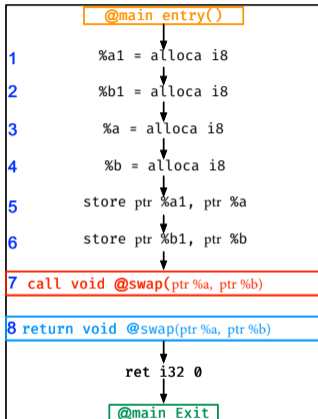 @main entry()
1 %a1 = alloca i8
2 %b1 = alloca i8
3 %a = alloca i8
4 %b = alloca i8
5 store ptr %a1, ptr %a
6 store ptr %b1, ptr %b
7 call void @swap(ptr %a, ptr %b)
8 return void @swap(ptr %a, ptr %b)
ret i32 0
@main Exit